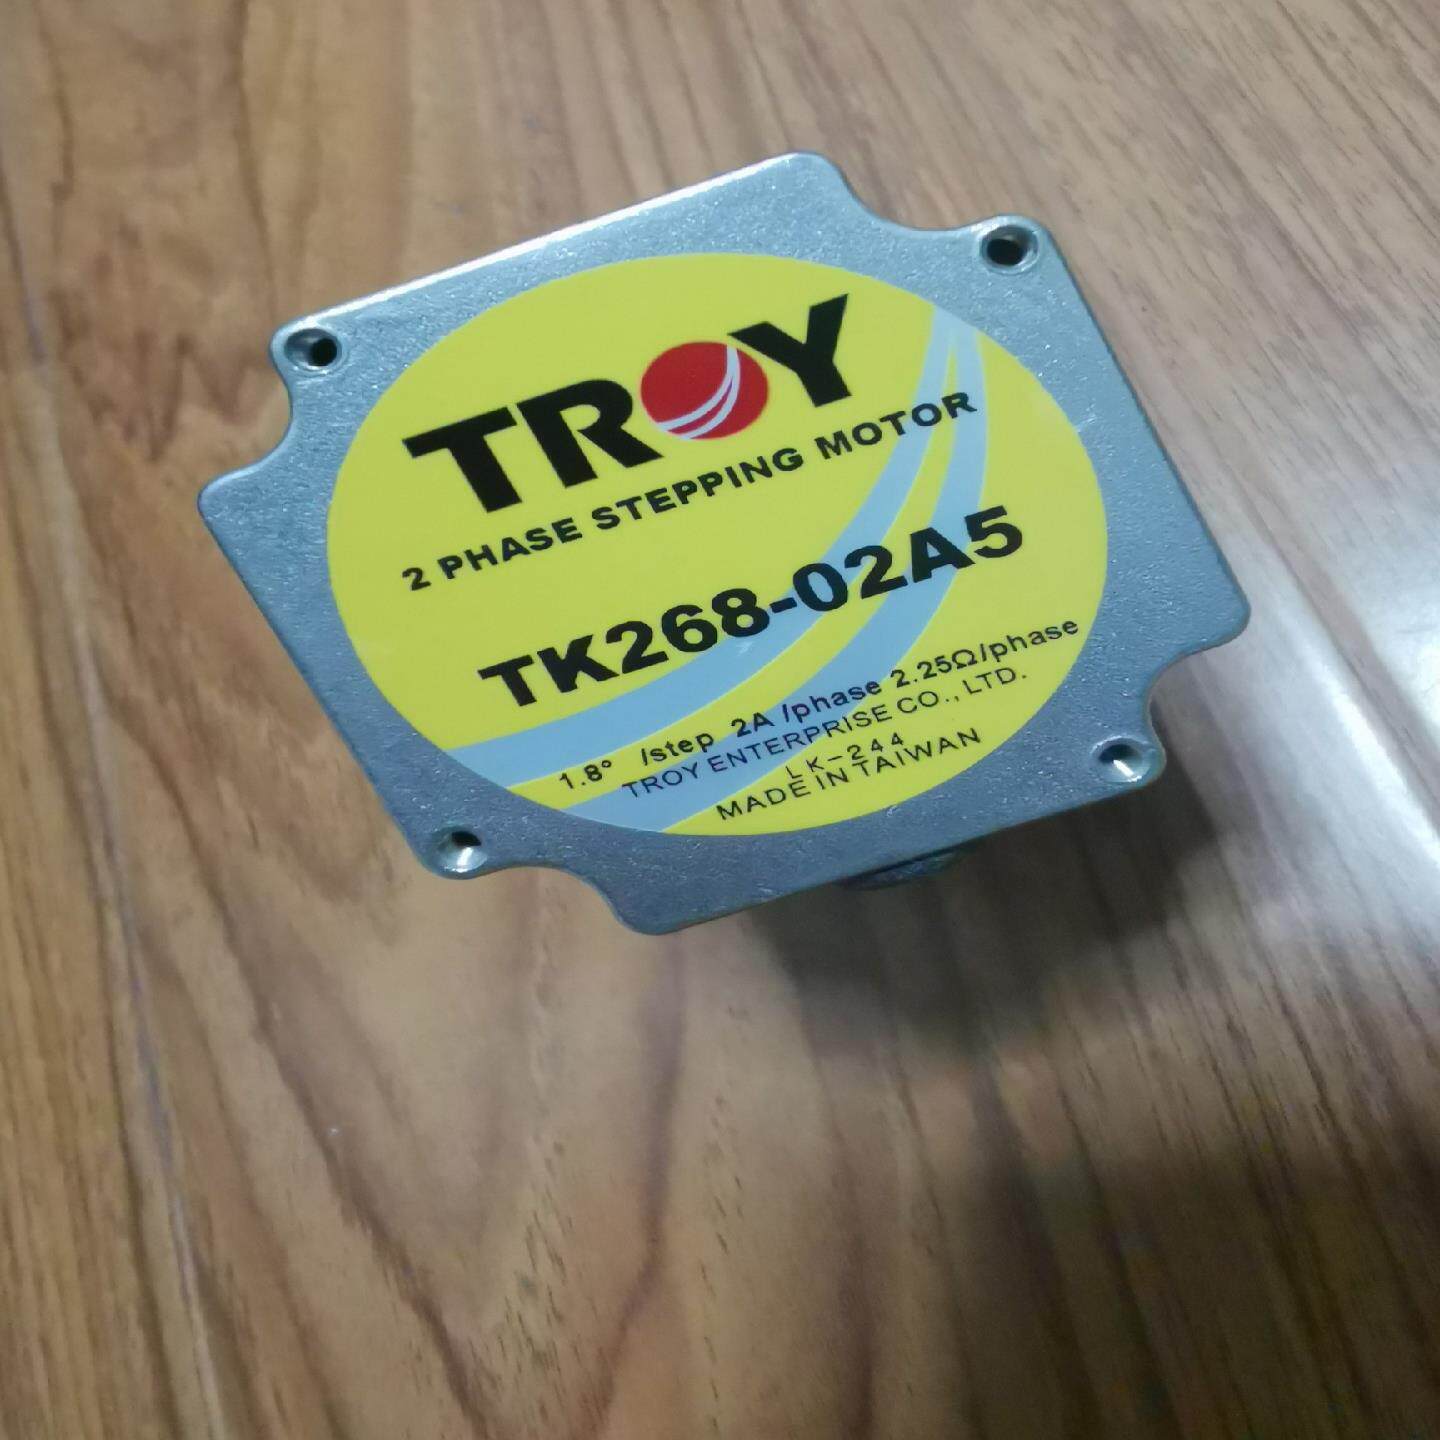 TROY
2 PHASE STEPPING MOTOR
TK268-02A5
1.8° /step 2A /phase 2.25Ω/phase
TROY ENTERPRISE CO., LTD.
LK-244
MADE IN TAIWAN